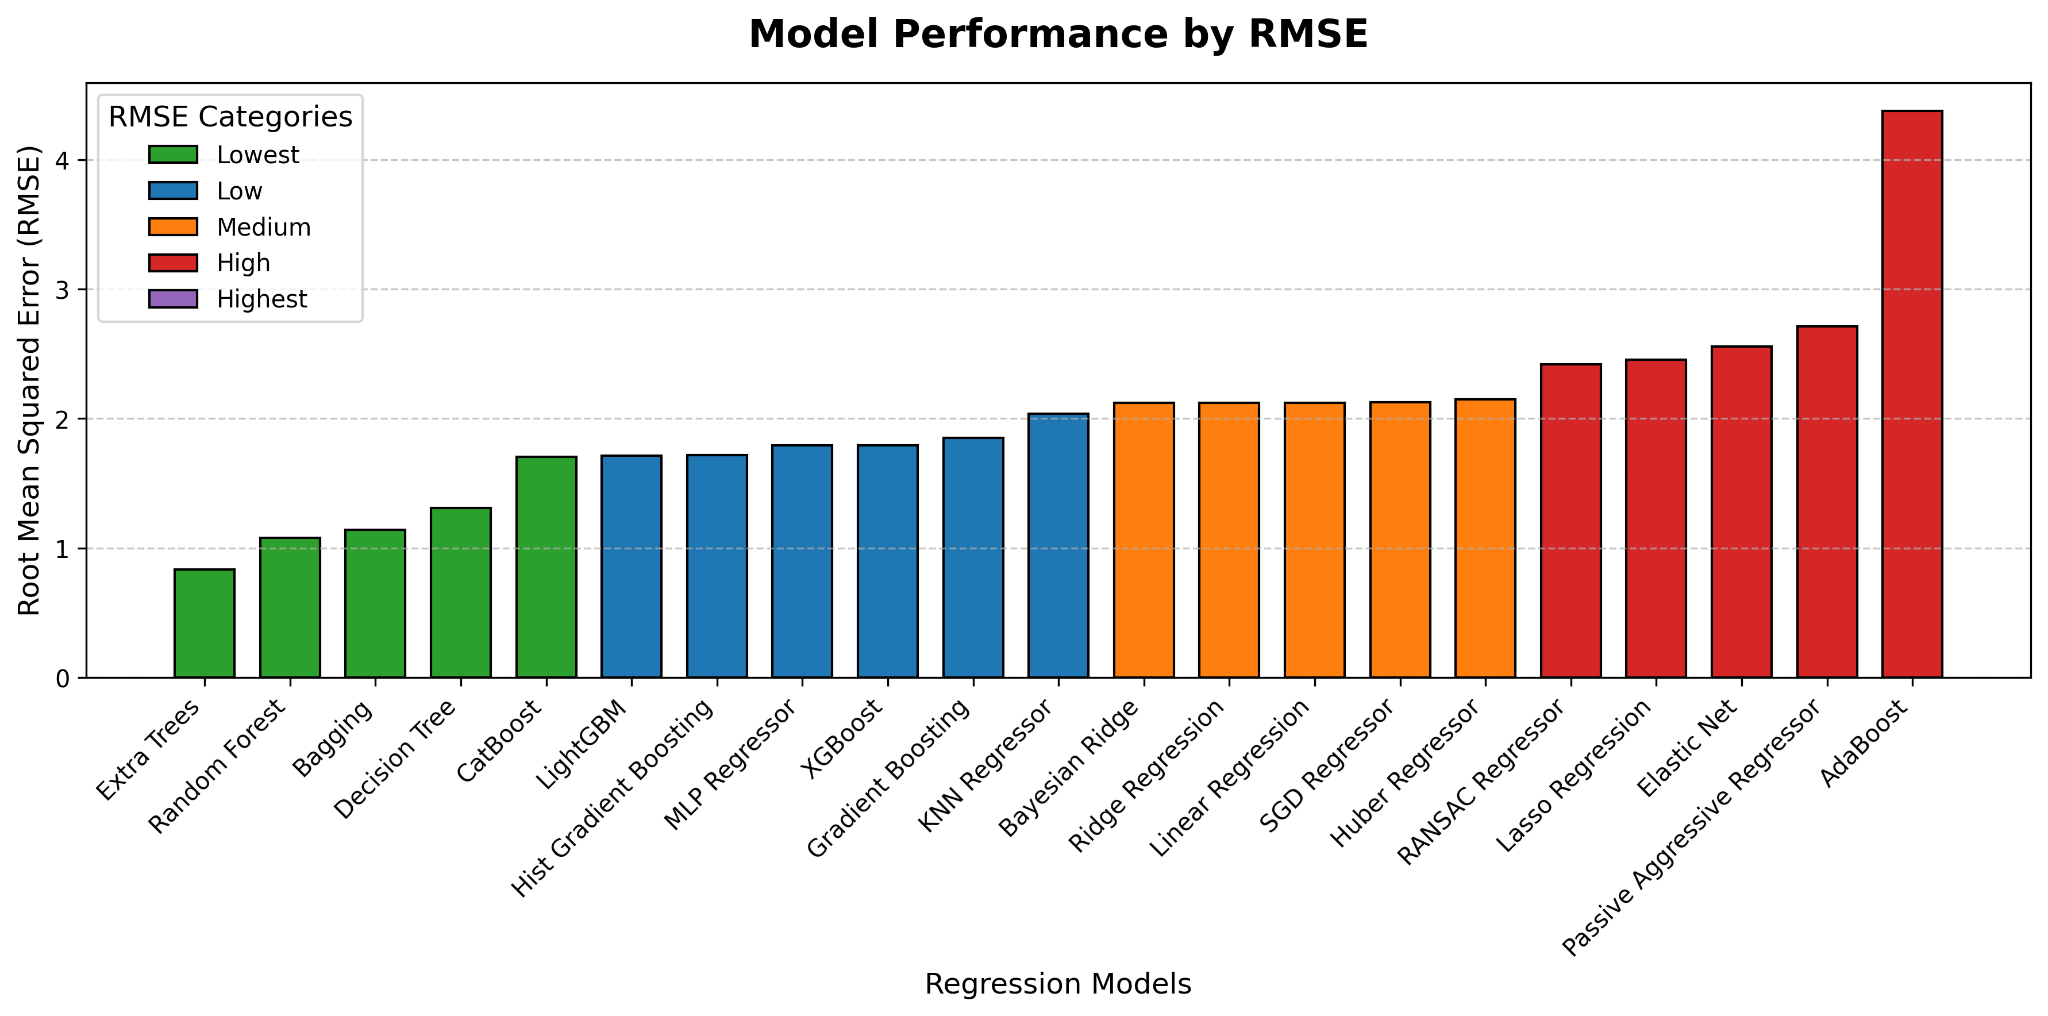 Model Performance by RMSE
RMSE Categories
Lowest
Low
Medium
High
Highest
Root Mean Squared Error (RMSE)
4
3
2
1
0
Extra Trees
Random Forest
Bagging
Decision Tree
CatBoost
LightGBM
Hist Gradient Boosting
MLP Regressor
XGBoost
Gradient Boosting
KNN Regressor
Bayesian Ridge
Ridge Regression
Linear Regression
SGD Regressor
Huber Regressor
RANSAC Regressor
Lasso Regression
Elastic Net
Passive Aggressive Regressor
AdaBoost
Regression Models